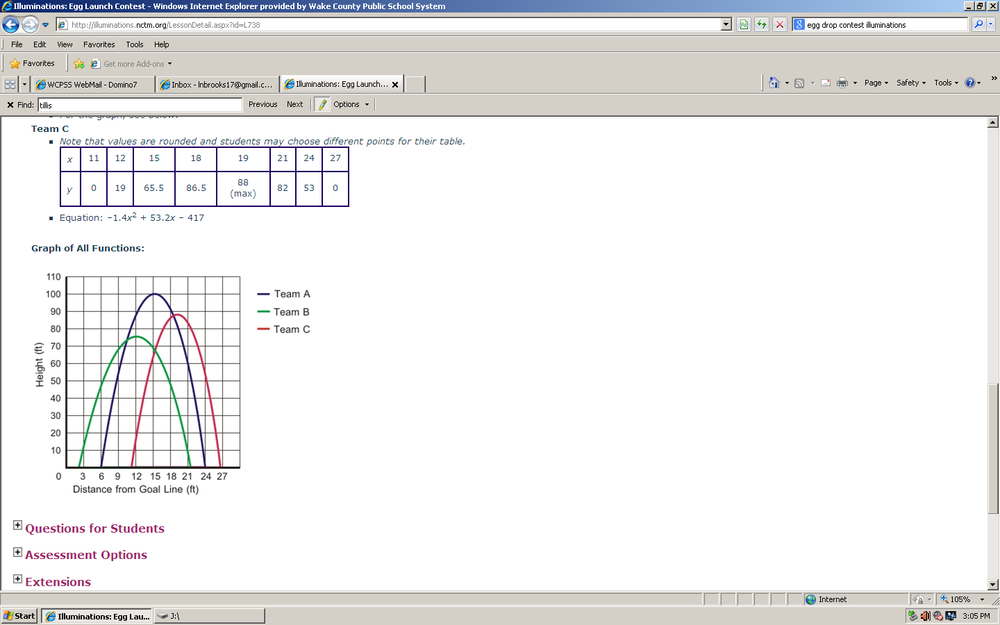 Illuminations: Egg Launch Contest - Windows Internet Explorer provided by Wake County Public School System
http://illuminations.nctm.org/LessonDetail.aspx?id=L738
egg drop contest illuminations
File Edit View Favorites Tools Help
Favorites Get more Add-ons
WCPSS WebMail - Domino7 Inbox - lnbrooks17@gmail.c... Illuminations: Egg Launch... Page Safety Tools »
Find: tillis Previous Next Options
For the graph, see below.
Team C
Note that values are rounded and students may choose different points for their table.
x 11 12 15 18 19 21 24 27
y 0 19 65.5 86.5 88 (max) 82 53 0
Equation: –1.4x² + 53.2x – 417
Graph of All Functions:
110
100
90
80
70
60
50
40
30
20
10
Height (ft)
0 3 6 9 12 15 18 21 24 27
Distance from Goal Line (ft)
Team A
Team B
Team C
Questions for Students
Assessment Options
Extensions
Internet 105%
Start Illuminations: Egg Lau... J:\ 3:05 PM